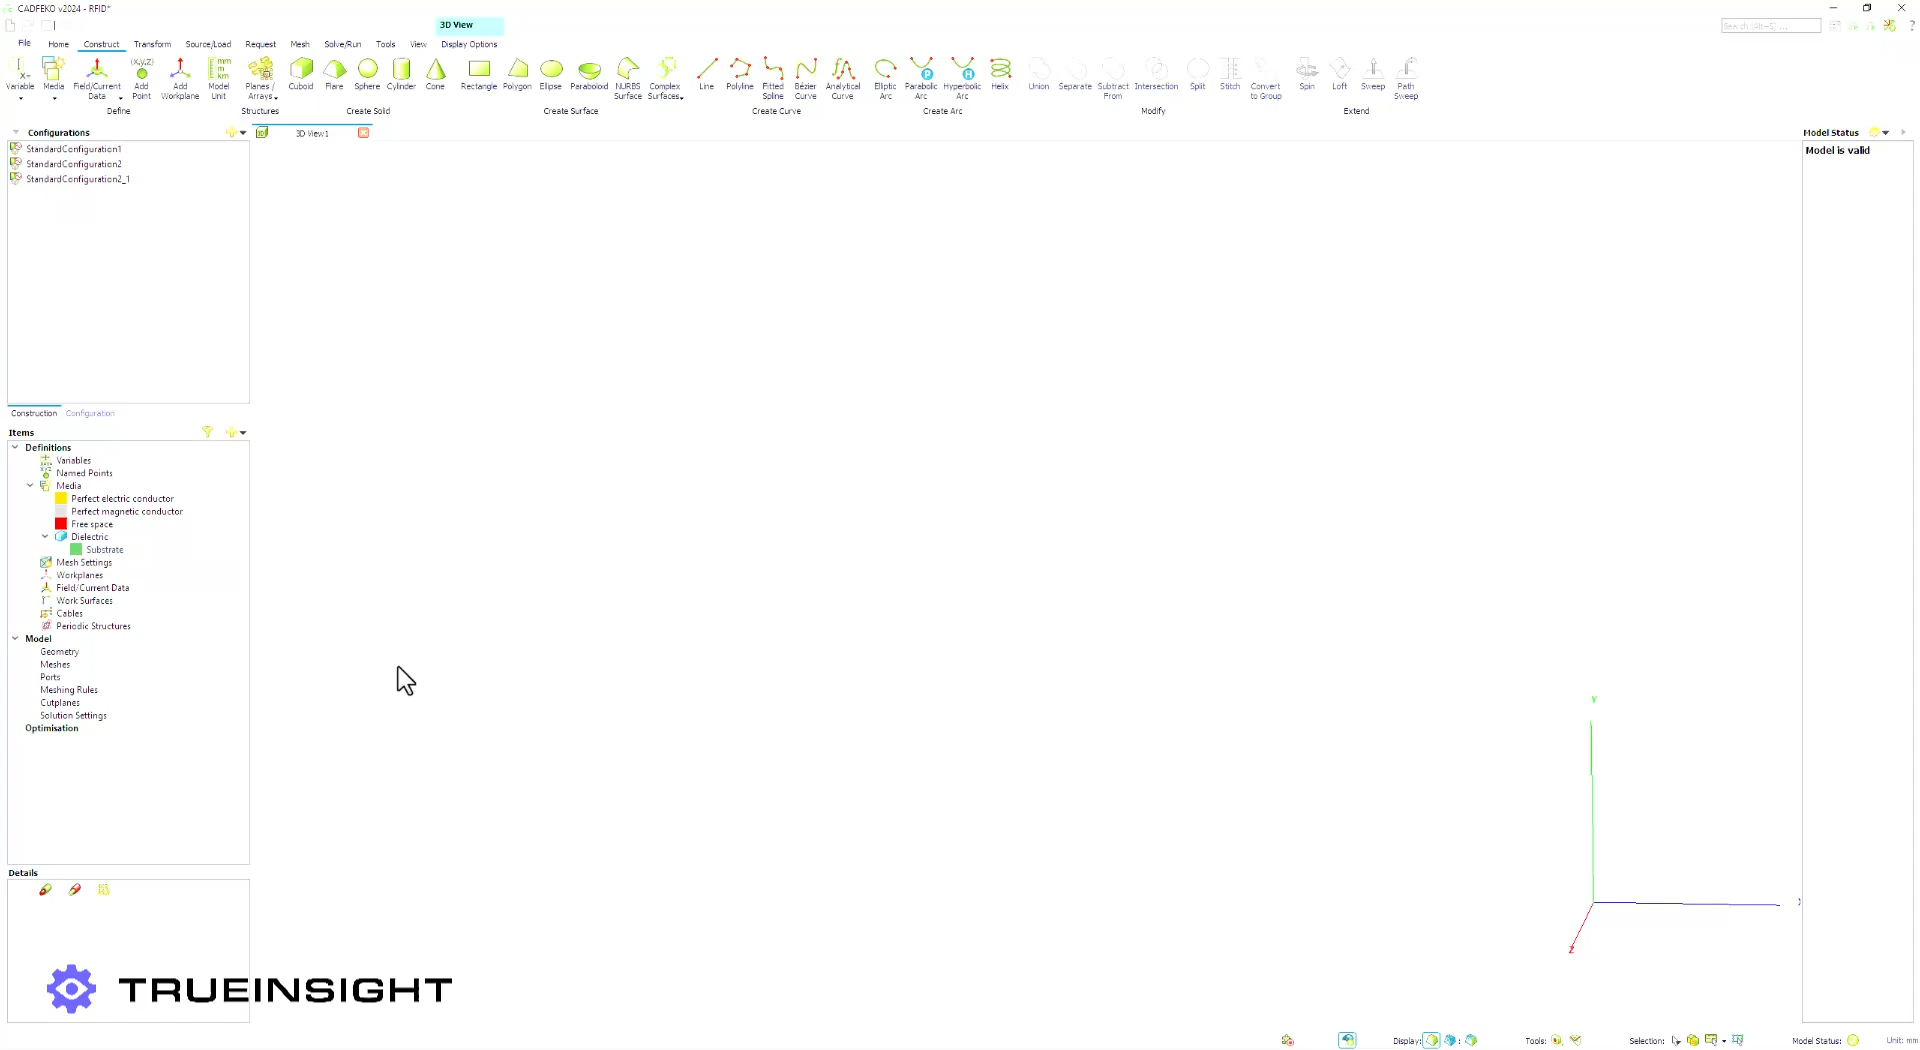 CADFEKO v2024 - RFID*
3D View
Search (Alt+S) ...
File Home Construct Transform Source/Load Request Mesh Solve/Run Tools View Display Options
Variable
Media
Field/Current Data
Add Point
Add Workplane
Model Unit
Planes / Arrays
Cuboid
Flare
Sphere
Cylinder
Cone
Rectangle
Polygon
Ellipse
Paraboloid
NURBS Surface
Complex Surfaces
Line
Polyline
Fitted Spline
Bézier Curve
Analytical Curve
Elliptic Arc
Parabolic Arc
Hyperbolic Arc
Helix
Union
Separate
Subtract From
Intersection
Split
Stitch
Convert to Group
Spin
Loft
Sweep
Path Sweep
Define Structures Create Solid Create Surface Create Curve Create Arc Modify Extend
Configurations
StandardConfiguration1
StandardConfiguration2
StandardConfiguration2_1
3D View1
Model Status
Model is valid
Construction Configuration
Items
Definitions
Variables
Named Points
Media
Perfect electric conductor
Perfect magnetic conductor
Free space
Dielectric
Substrate
Mesh Settings
Workplanes
Field/Current Data
Work Surfaces
Cables
Periodic Structures
Model
Geometry
Meshes
Ports
Meshing Rules
Cutplanes
Solution Settings
Optimisation
Details
Y
Z
TRUEINSIGHT
Display: Tools: Selection: Model Status: Unit: mm